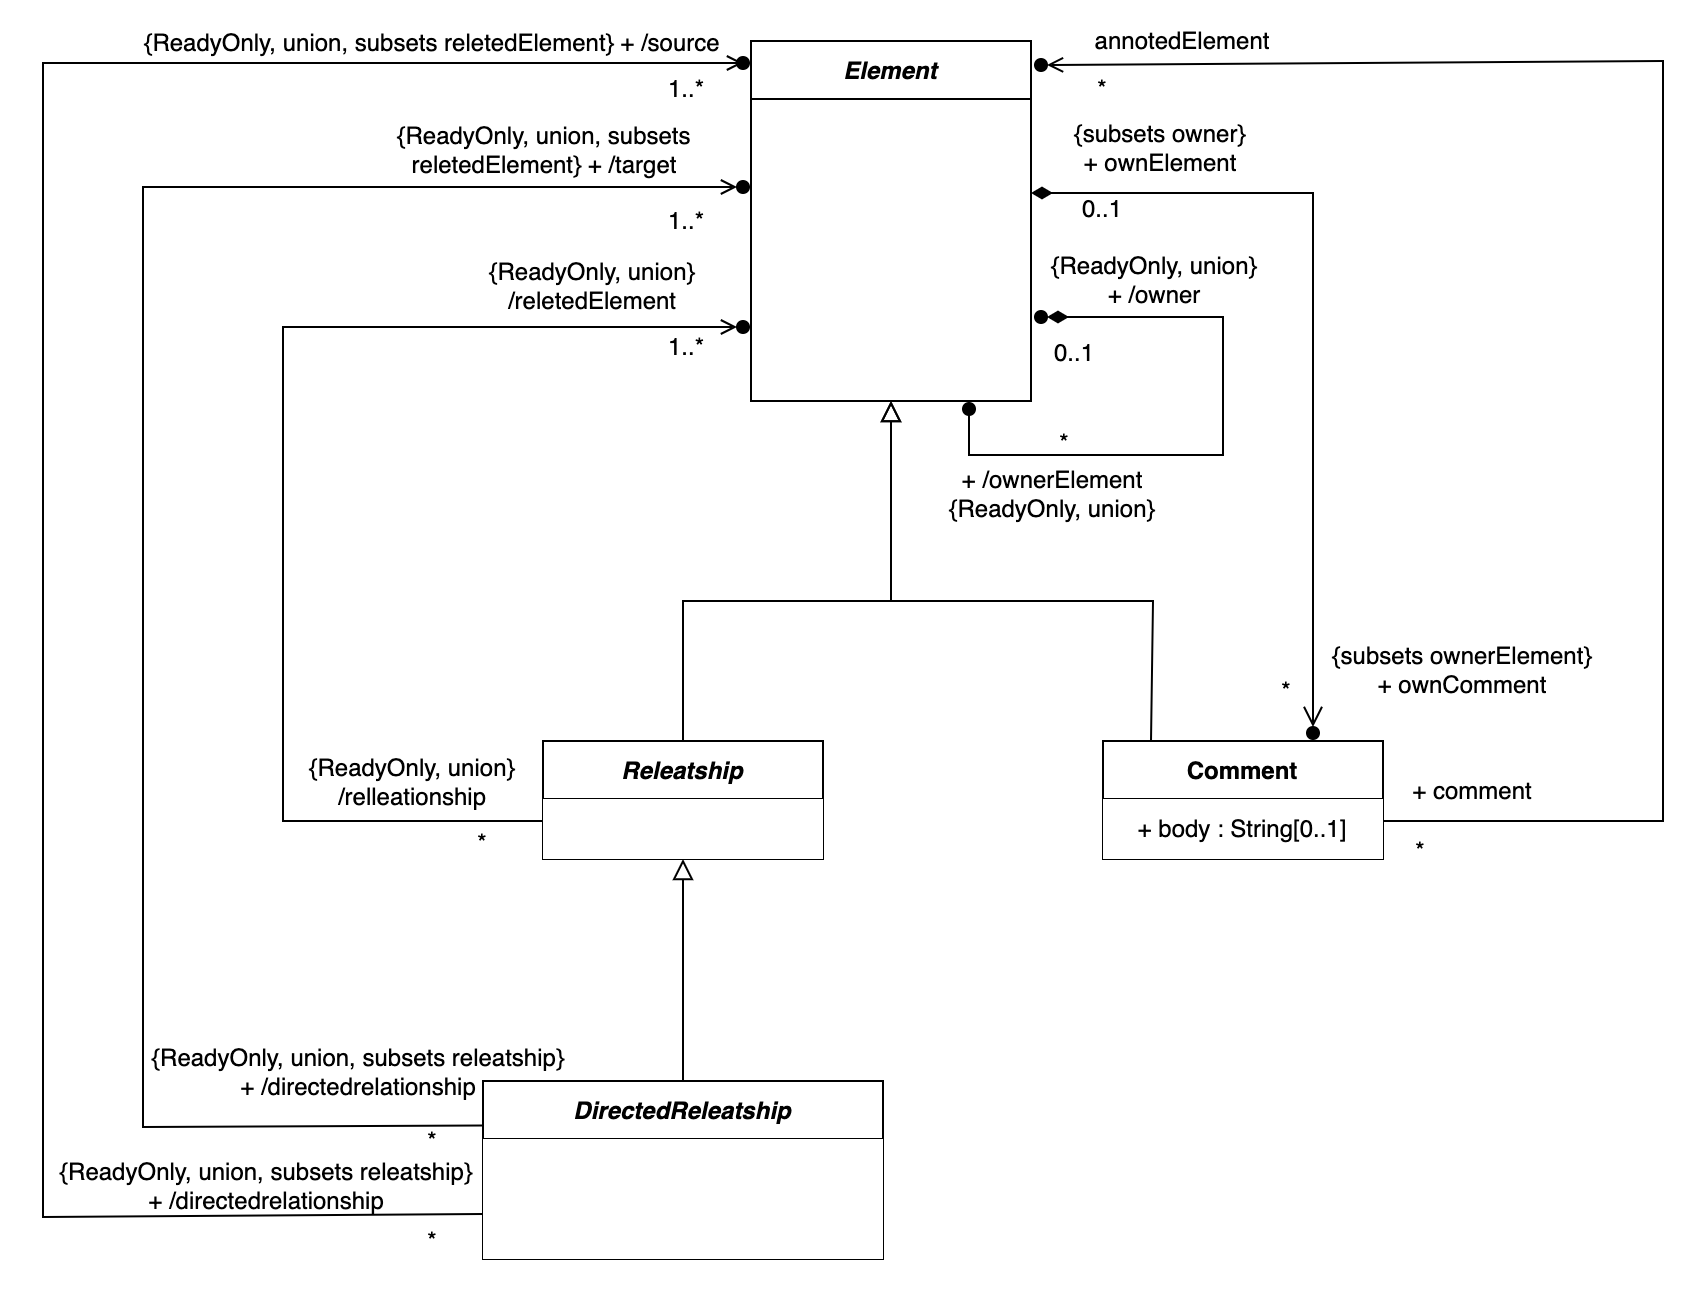 {ReadyOnly, union, subsets reletedElement} + /source
1..*
Element
annotedElement
*
{ReadyOnly, union, subsets
reletedElement} + /target
1..*
{subsets owner}
+ ownElement
0..1
{ReadyOnly, union}
/reletedElement
1..*
{ReadyOnly, union}
+ /owner
0..1
*
+ /ownerElement
{ReadyOnly, union}
{subsets ownerElement}
+ ownComment
*
{ReadyOnly, union}
/relleationship
*
Releatship
Comment
+ body : String[0..1]
+ comment
*
{ReadyOnly, union, subsets releatship}
+ /directedrelationship
*
DirectedReleatship
{ReadyOnly, union, subsets releatship}
+ /directedrelationship
*